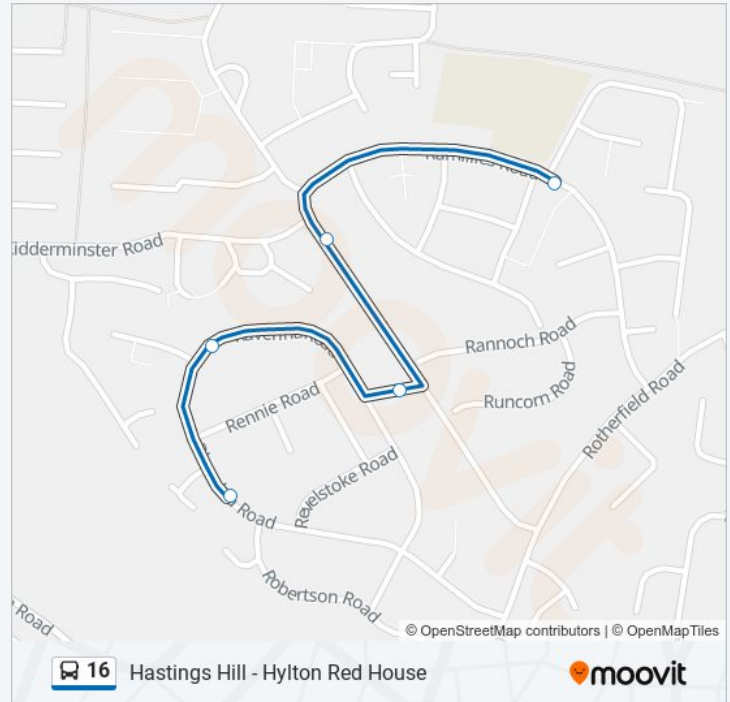 Kidderminster Road
Rannoch Road
Rennie Road
Runcorn Road
Rotherfield Road
Revelstoke Road
Road
Robertson Road
Road
© OpenStreetMap contributors | © OpenMapTiles
16 Hastings Hill - Hylton Red House
moovit
moovit